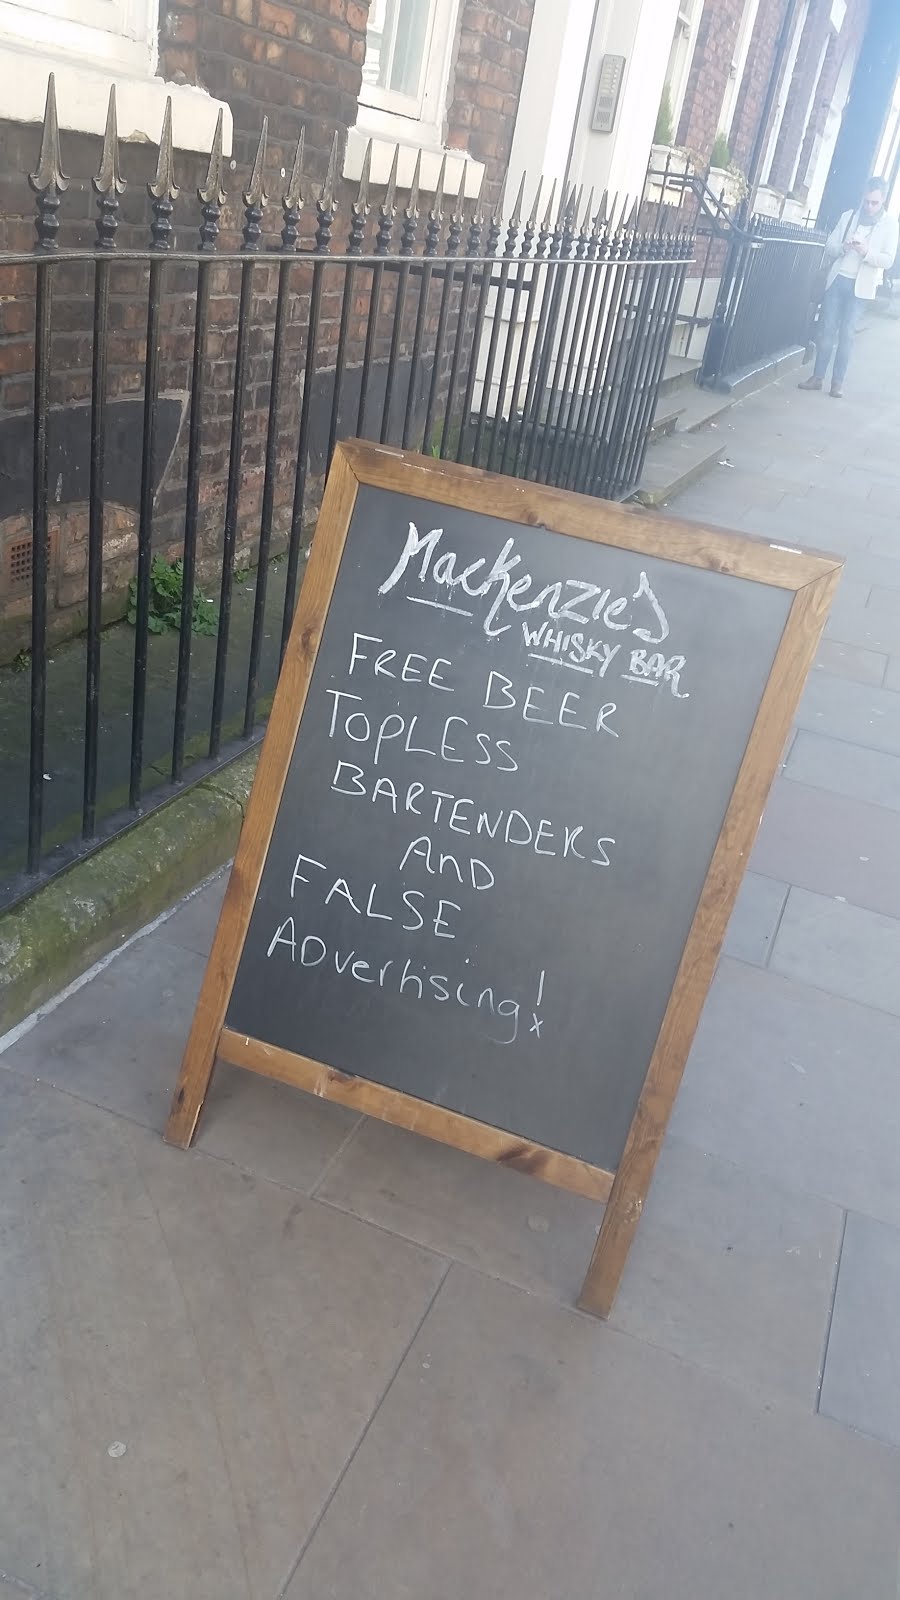 MacKenzie's
WHISKY BAR
FREE BEER
TOPLESS
BARTENDERS
AND
FALSE
ADvertising!
x